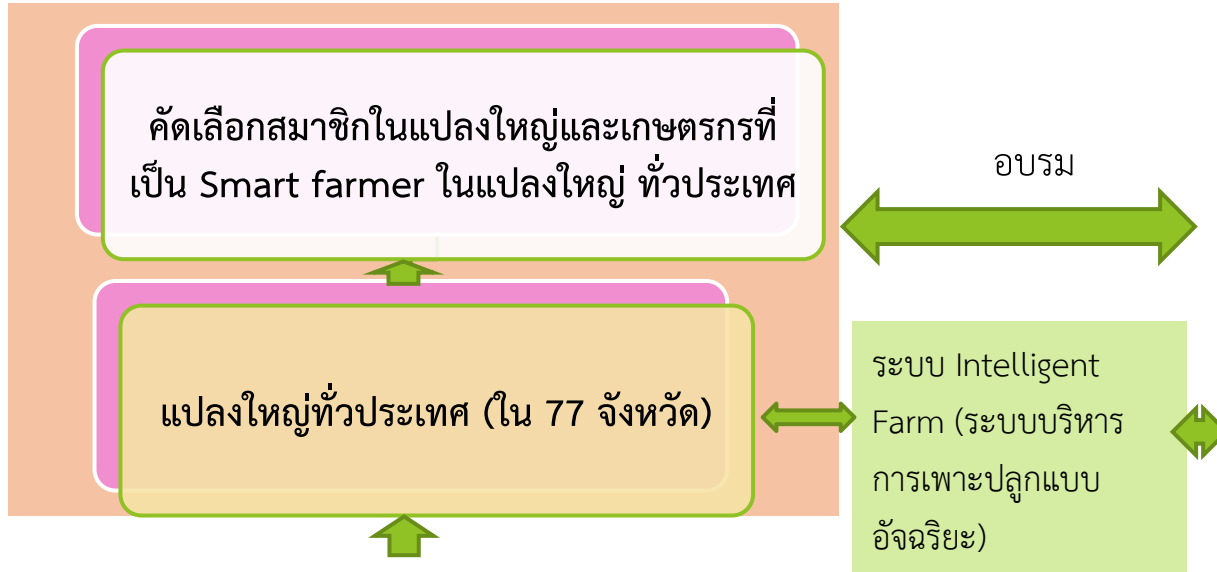 คัดเลือกสมาชิกในแปลงใหญ่และเกษตรกรที่
เป็น Smart farmer ในแปลงใหญ่ ทั่วประเทศ
อบรม
แปลงใหญ่ทั่วประเทศ (ใน 77 จังหวัด)
ระบบ Intelligent
Farm (ระบบบริหาร
การเพาะปลูกแบบ
อัจฉริยะ)